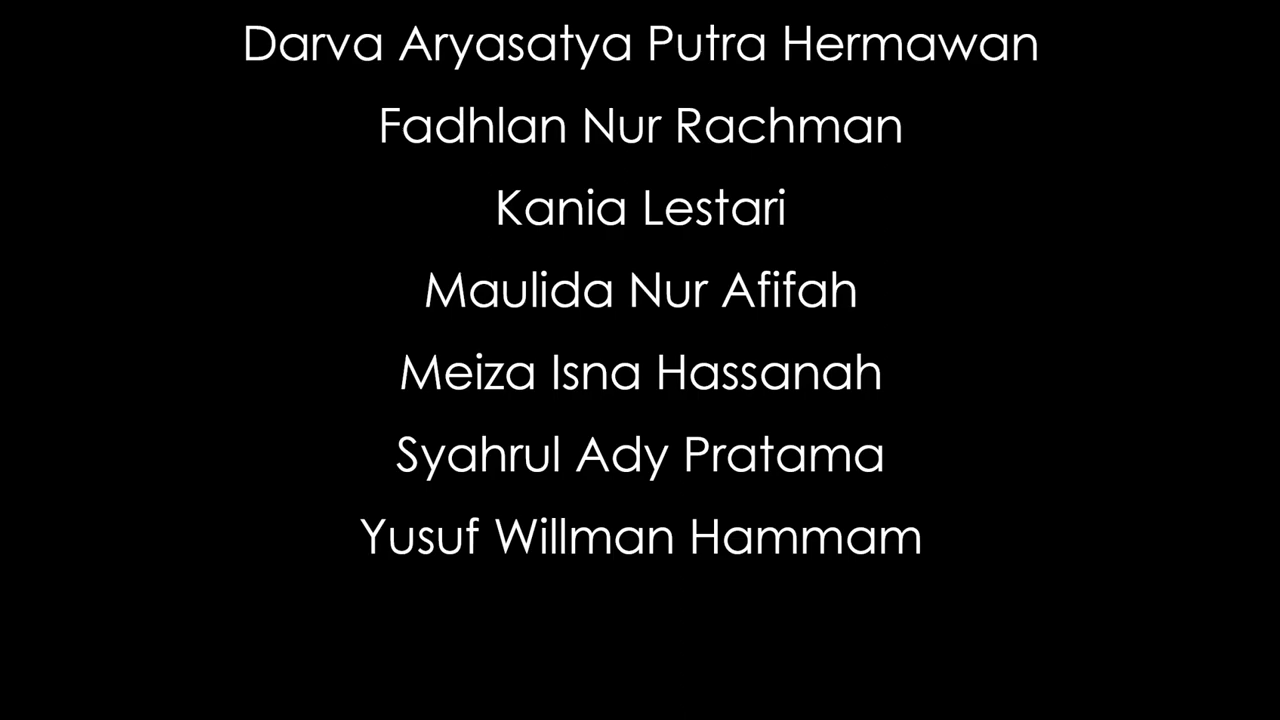 Darva Aryasatya Putra Hermawan
Fadhlan Nur Rachman
Kania Lestari
Maulida Nur Afifah
Meiza Isna Hassanah
Syahrul Ady Pratama
Yusuf Willman Hammam